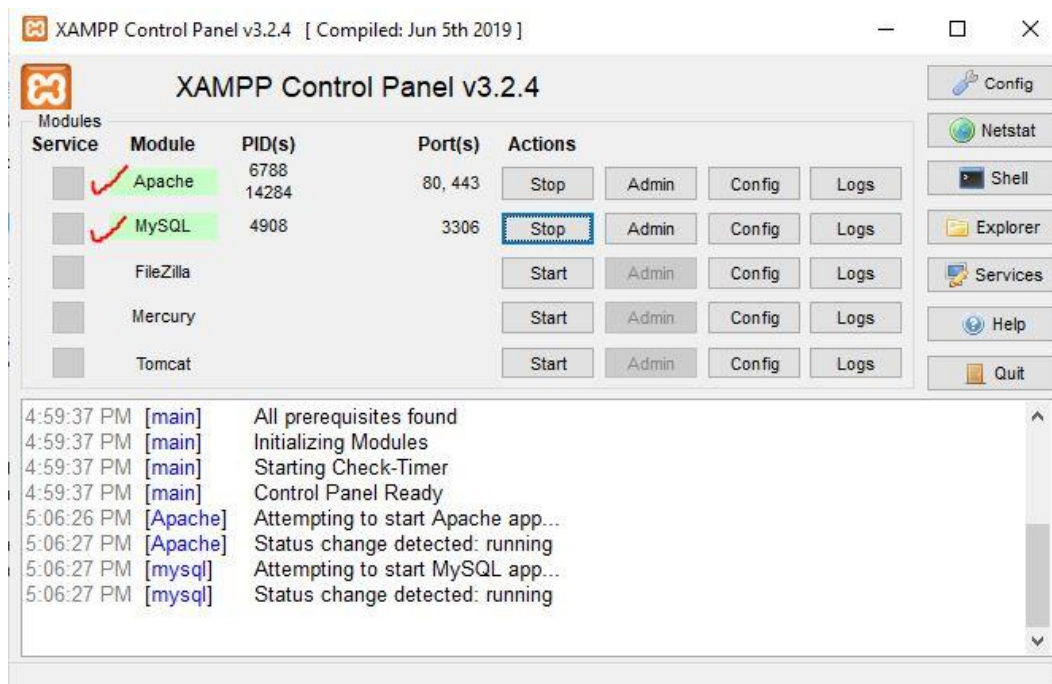 XAMPP Control Panel v3.2.4 [ Compiled: Jun 5th 2019 ]
XAMPP Control Panel v3.2.4
Config
Modules
Netstat
Service Module PID(s) Port(s) Actions
Apache 6788 14284 80, 443 Stop Admin Config Logs
Shell
MySQL 4908 3306 Stop Admin Config Logs
Explorer
FileZilla Start Admin Config Logs
Services
Mercury Start Admin Config Logs
Help
Tomcat Start Admin Config Logs
Quit
4:59:37 PM [main] All prerequisites found
4:59:37 PM [main] Initializing Modules
4:59:37 PM [main] Starting Check-Timer
4:59:37 PM [main] Control Panel Ready
5:06:26 PM [Apache] Attempting to start Apache app...
5:06:27 PM [Apache] Status change detected: running
5:06:27 PM [mysql] Attempting to start MySQL app...
5:06:27 PM [mysql] Status change detected: running